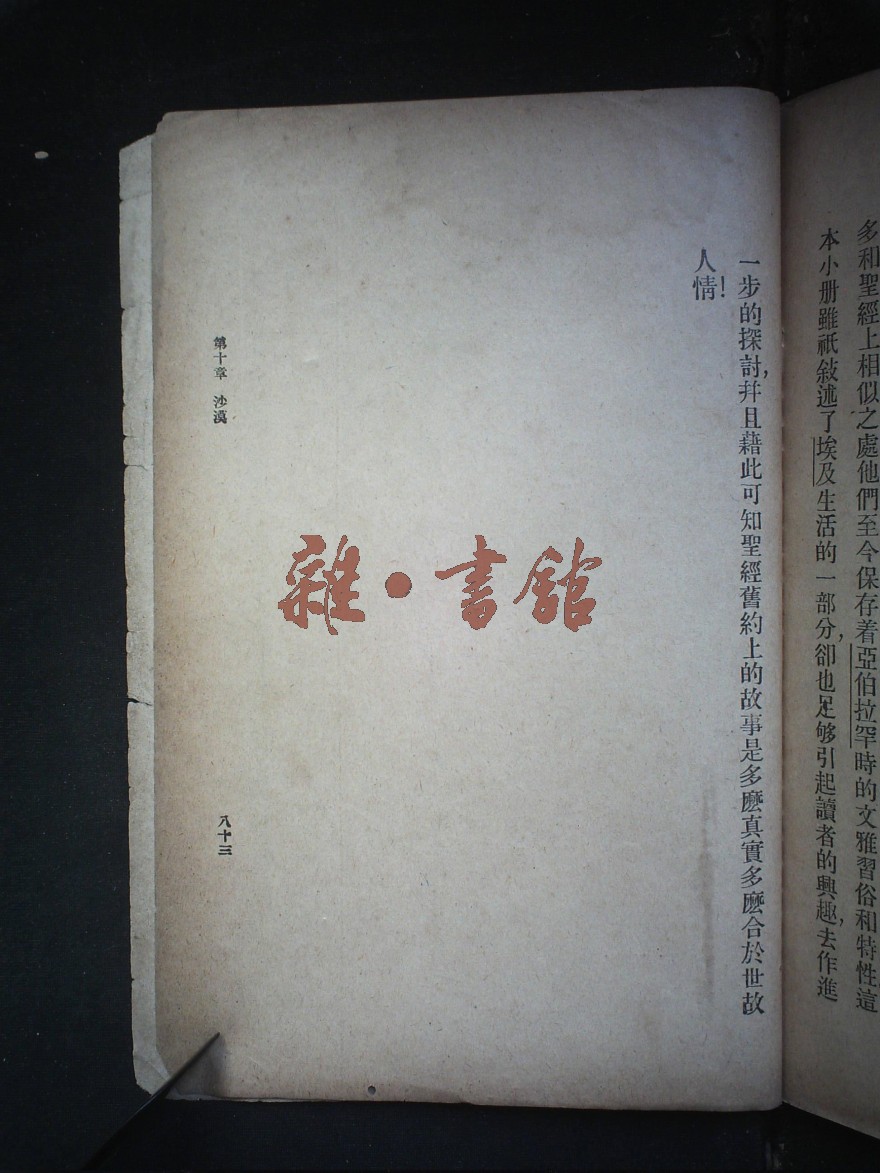 多和聖經上相似之處他們至今保存着亞伯拉罕時的文雅習俗和特性這
本小册雖祇敍述了埃及生活的一部分,卻也足够引起讀者的興趣,去作進
一步的探討,幷且藉此可知聖經舊約上的故事是多麽真實多麽合於世故
人情!
第十章 沙漠
八十三
雜·書館